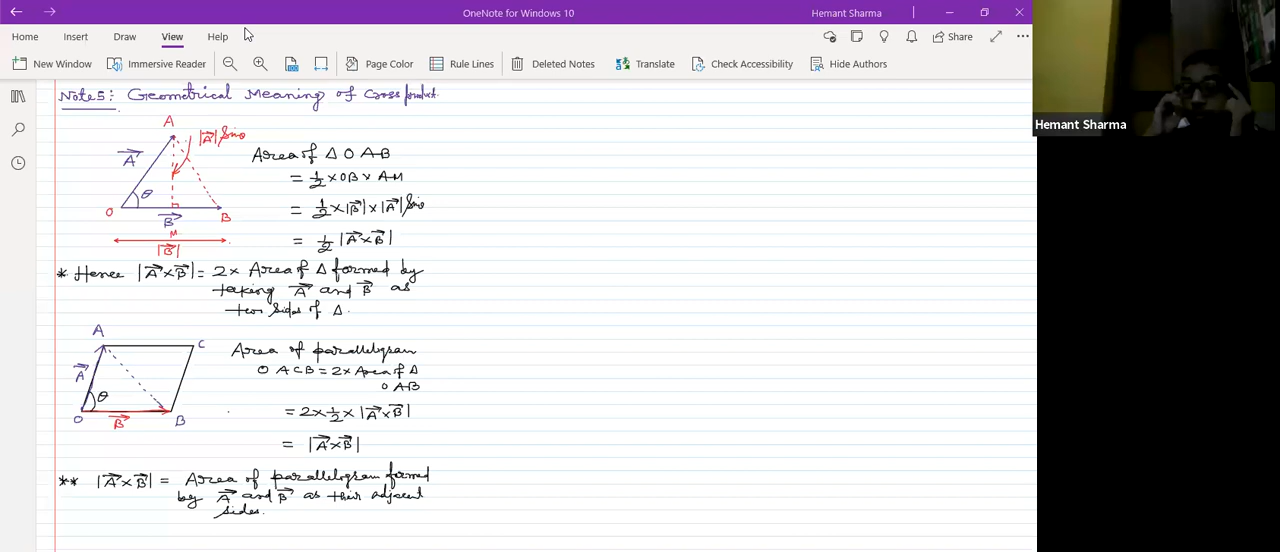 OneNote for Windows 10
Hemant Sharma
Home Insert Draw View Help
Share
New Window Immersive Reader Page Color Rule Lines Deleted Notes Translate Check Accessibility Hide Authors
Hemant Sharma
Note 5: Geometrical Meaning of Cross product.
A
|A⃗| Sinθ
A⃗
θ
O
B⃗
B
M
|B⃗|
Area of Δ OAB
= 1/2 × OB × AM
= 1/2 × |B⃗| × |A⃗| Sinθ
= 1/2 |A⃗×B⃗|
* Hence |A⃗×B⃗| = 2× Area of Δ formed by
taking A⃗ and B⃗ as
two sides of Δ.
A
C
A⃗
θ
O
B⃗
B
Area of parallelogram
OACB = 2× Area of Δ
OAB
= 2× 1/2 × |A⃗×B⃗|
= |A⃗×B⃗|
** |A⃗×B⃗| = Area of parallelogram formed
by A⃗ and B⃗ as their adjacent
sides.